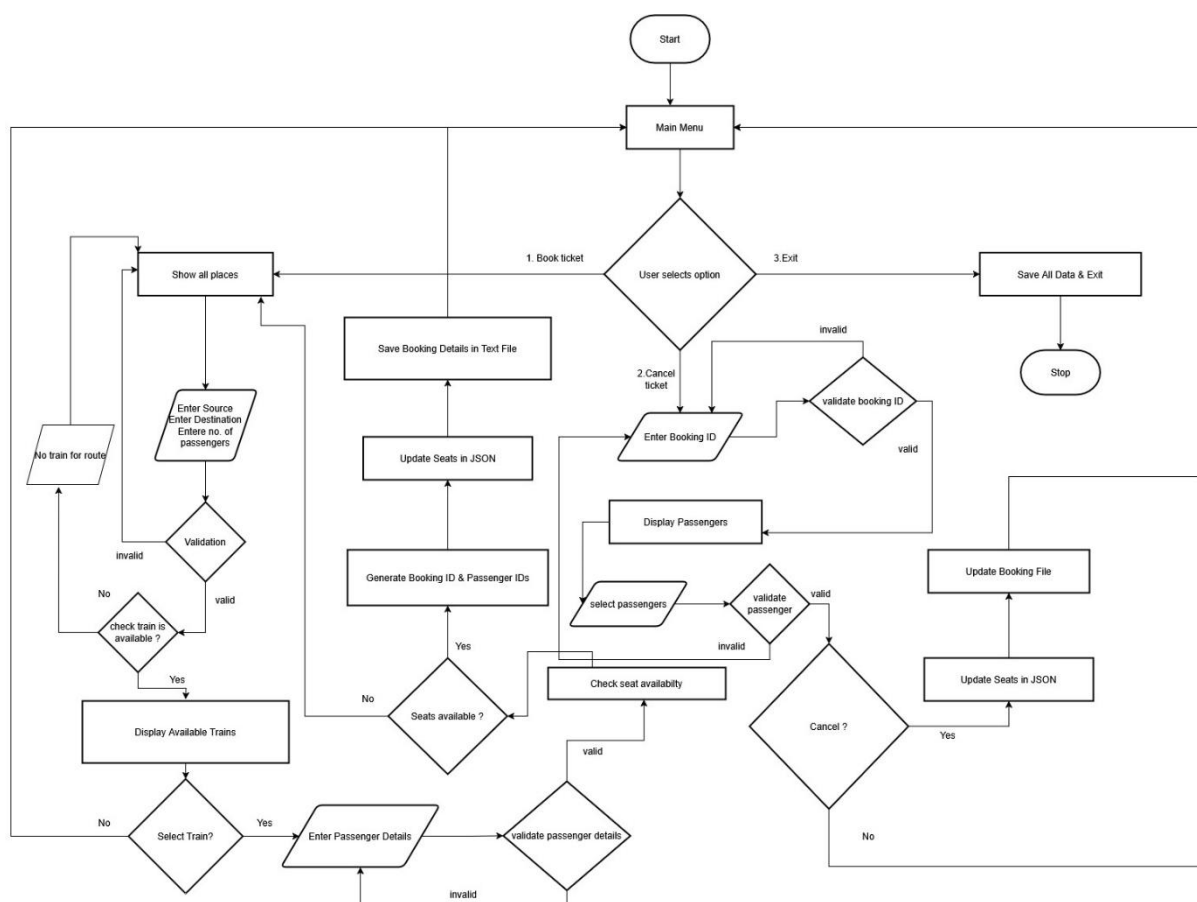 Start
Main Menu
User selects option
1. Book ticket
3.Exit
Show all places
Save All Data & Exit
Stop
2.Cancel
ticket
invalid
Save Booking Details in Text File
validate booking ID
Enter Source
Enter Destination
Entere no. of
passengers
Enter Booking ID
valid
No train for route
Update Seats in JSON
Display Passengers
Validation
invalid
valid
Generate Booking ID & Passenger IDs
Update Booking File
No
check train is
available ?
select passengers
validate
passenger
valid
invalid
Yes
Yes
Check seat availabilty
Update Seats in JSON
No
Seats available ?
Display Available Trains
Cancel ?
Yes
valid
No
Select Train?
Yes
Enter Passenger Details
validate passenger details
No
invalid